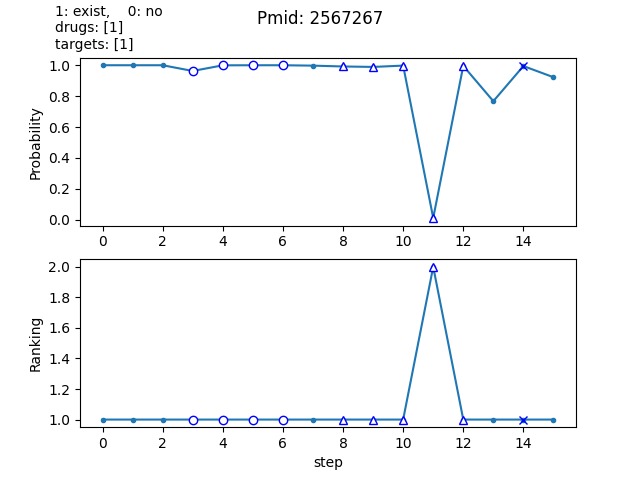 1: exist,    0: no
drugs: [1]
targets: [1]
Pmid: 2567267
Probability
1.0
0.8
0.6
0.4
0.2
0.0
0 2 4 6 8 10 12 14
Ranking
2.0
1.8
1.6
1.4
1.2
1.0
0 2 4 6 8 10 12 14
step